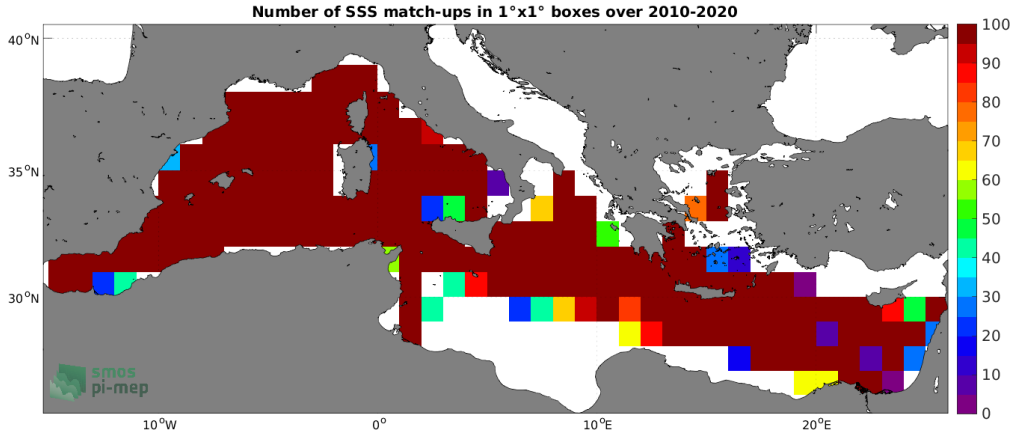 Number of SSS match-ups in 1°x1° boxes over 2010-2020
40°N
35°N
30°N
10°W
0°
10°E
20°E
100
90
80
70
60
50
40
30
20
10
0
smos
pi-mep